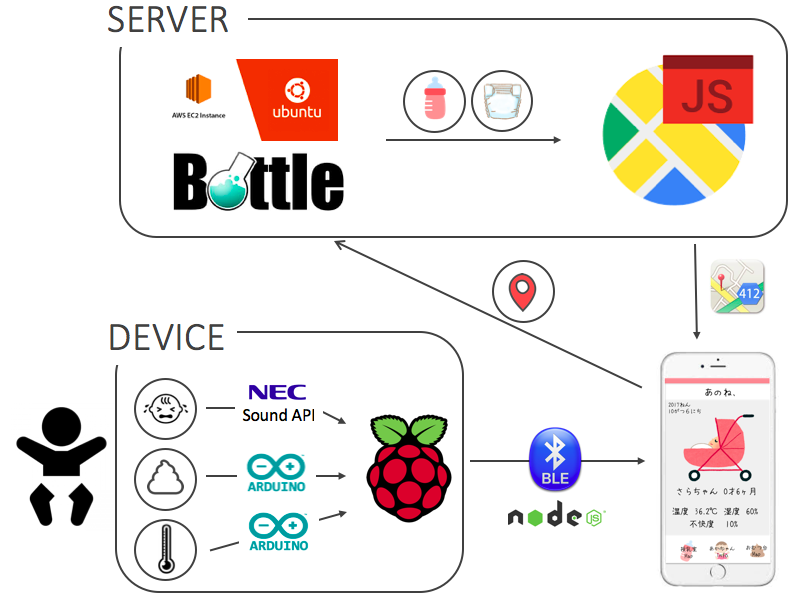 SERVER
AWS EC2 Instance
ubuntu
Bottle
JS
412
DEVICE
NEC
Sound API
ARDUINO
ARDUINO
BLE
node
JS
あのね、
2017ねん
10がつ6にち
さらちゃん 0才6ヶ月
温度 36.2℃ 湿度 60%
不快度 10%